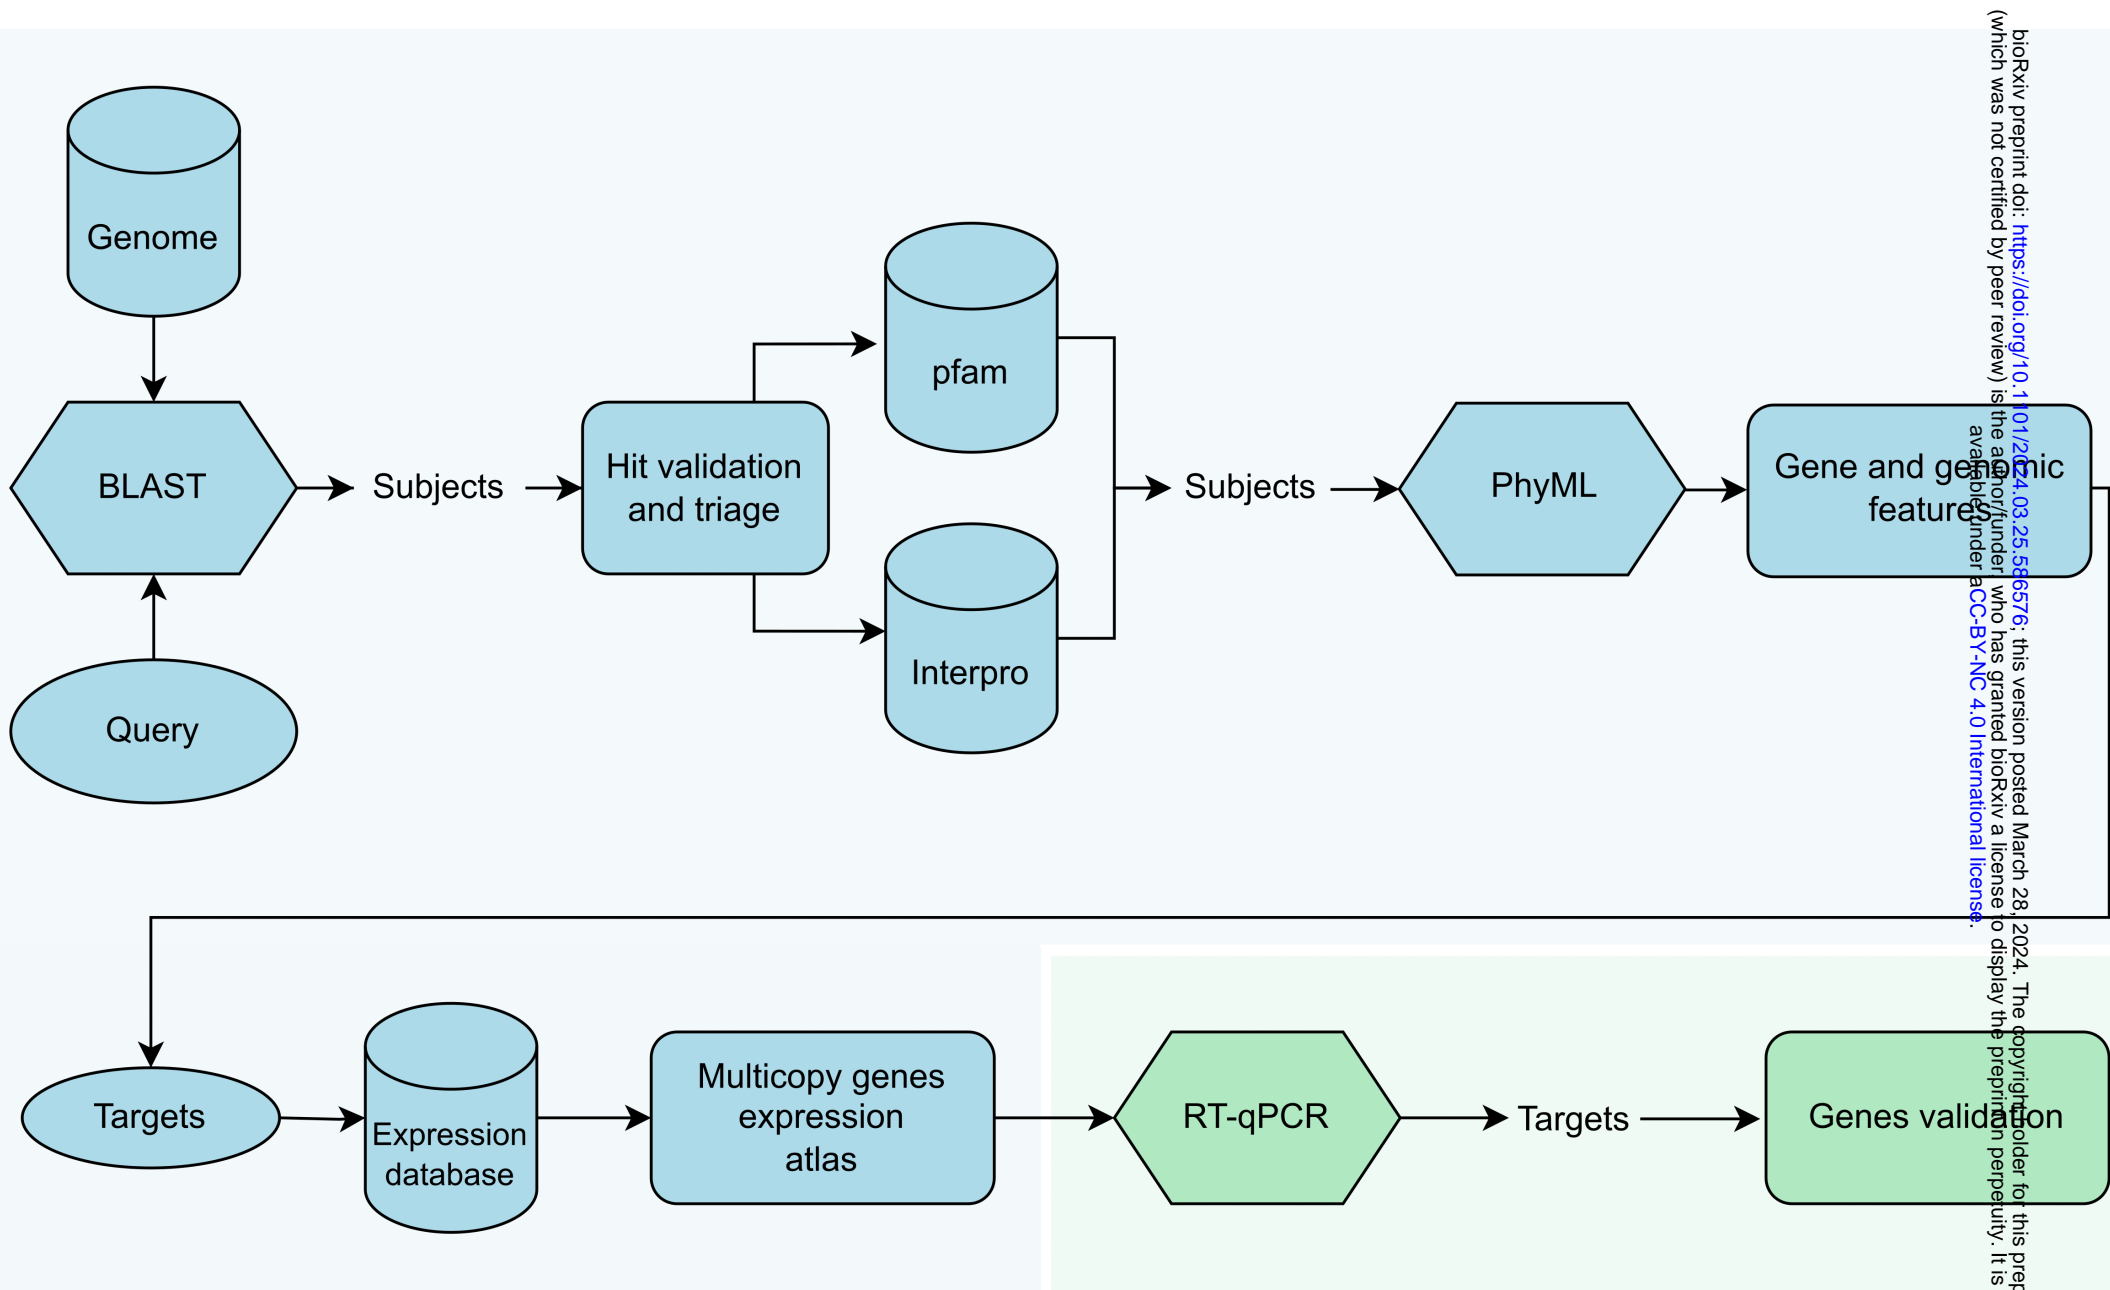 Genome
BLAST
Query
Subjects
Hit validation
and triage
pfam
Interpro
Subjects
PhyML
Gene and genomic
features
Targets
Expression
database
Multicopy genes
expression
atlas
RT-qPCR
Targets
Genes validation
bioRxiv preprint doi: https://doi.org/10.1101/2024.03.25.586576; this version posted March 28, 2024. The copyright holder for this prep
(which was not certified by peer review) is the author/funder, who has granted bioRxiv a license to display the preprint in perpetuity. It is
available under aCC-BY-NC 4.0 International license.